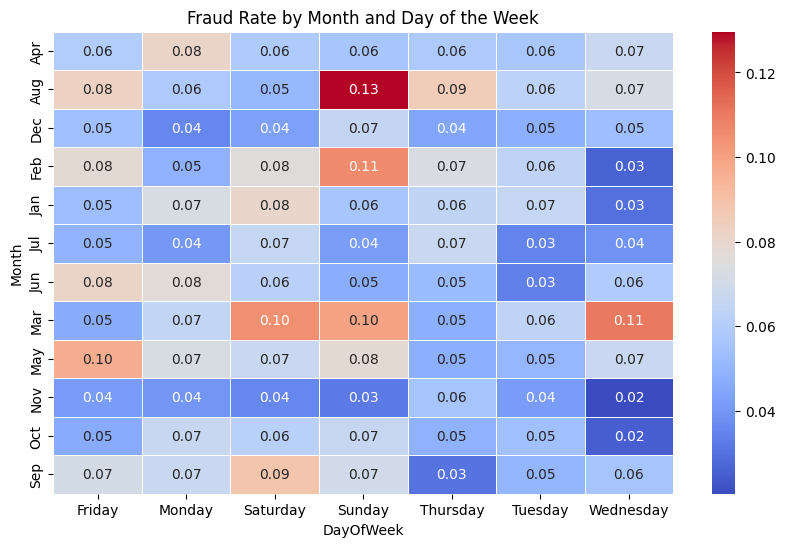 Fraud Rate by Month and Day of the Week
Apr 0.06 0.08 0.06 0.06 0.06 0.06 0.07
Aug 0.08 0.06 0.05 0.13 0.09 0.06 0.07
Dec 0.05 0.04 0.04 0.07 0.04 0.05 0.05
Feb 0.08 0.05 0.08 0.11 0.07 0.06 0.03
Jan 0.05 0.07 0.08 0.06 0.06 0.07 0.03
Jul 0.05 0.04 0.07 0.04 0.07 0.03 0.04
Jun 0.08 0.08 0.06 0.05 0.05 0.03 0.06
Mar 0.05 0.07 0.10 0.10 0.05 0.06 0.11
May 0.10 0.07 0.07 0.08 0.05 0.05 0.07
Nov 0.04 0.04 0.04 0.03 0.06 0.04 0.02
Oct 0.05 0.07 0.06 0.07 0.05 0.05 0.02
Sep 0.07 0.07 0.09 0.07 0.03 0.05 0.06
Friday Monday Saturday Sunday Thursday Tuesday Wednesday
DayOfWeek
Month
0.12
0.10
0.08
0.06
0.04